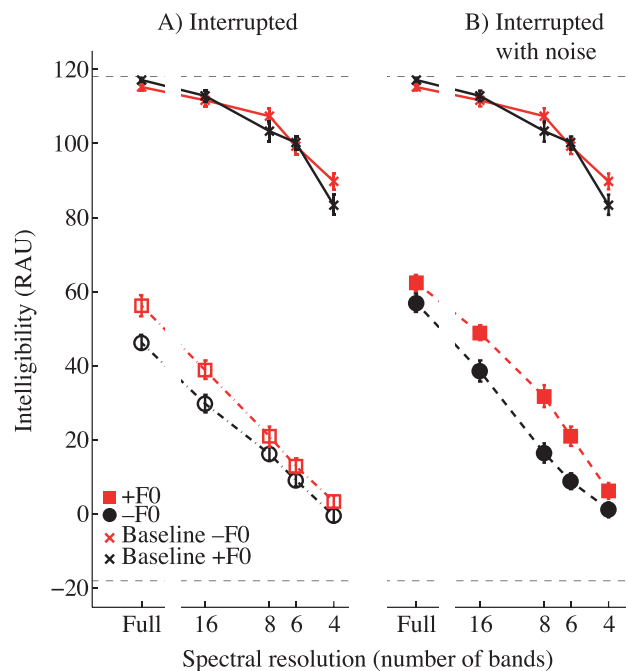 A) Interrupted
B) Interrupted
with noise
120
100
80
60
40
20
0
−20
Intelligibility (RAU)
+F0
−F0
Baseline −F0
Baseline +F0
Full 16 8 6 4
Full 16 8 6 4
Spectral resolution (number of bands)